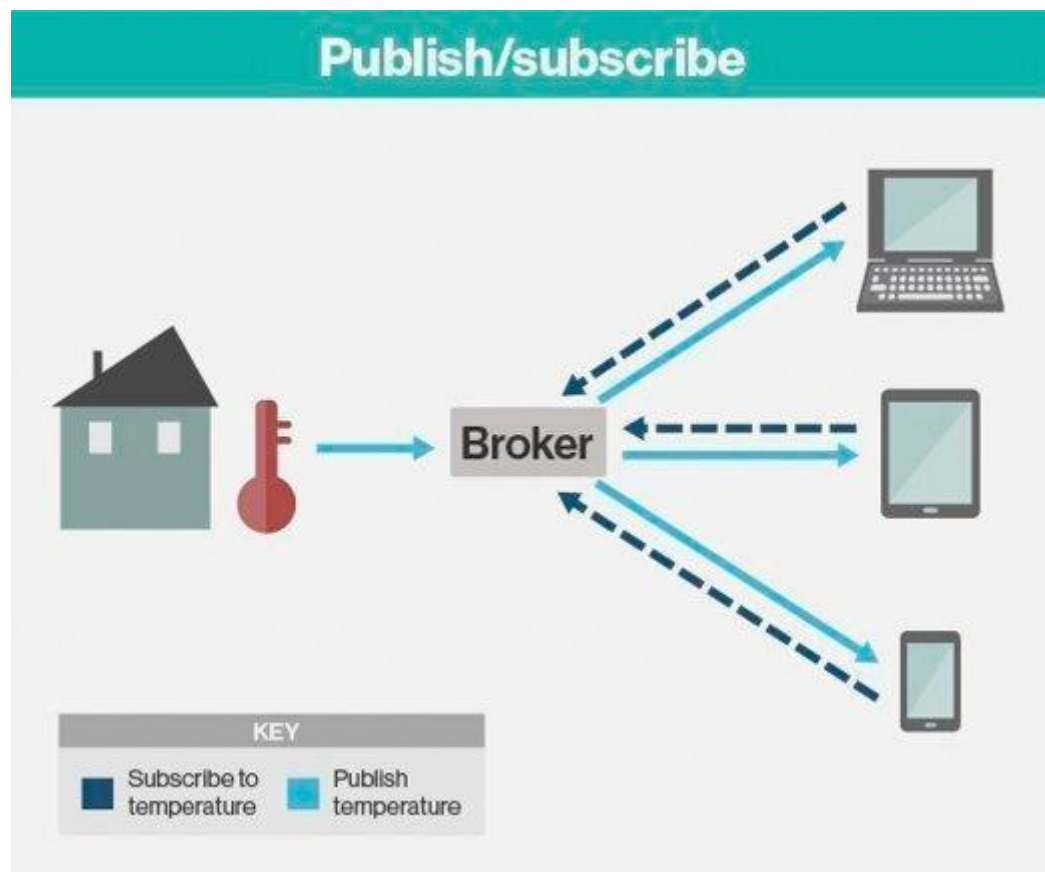 Publish/subscribe
Broker
KEY
Subscribe to
temperature
Publish
temperature